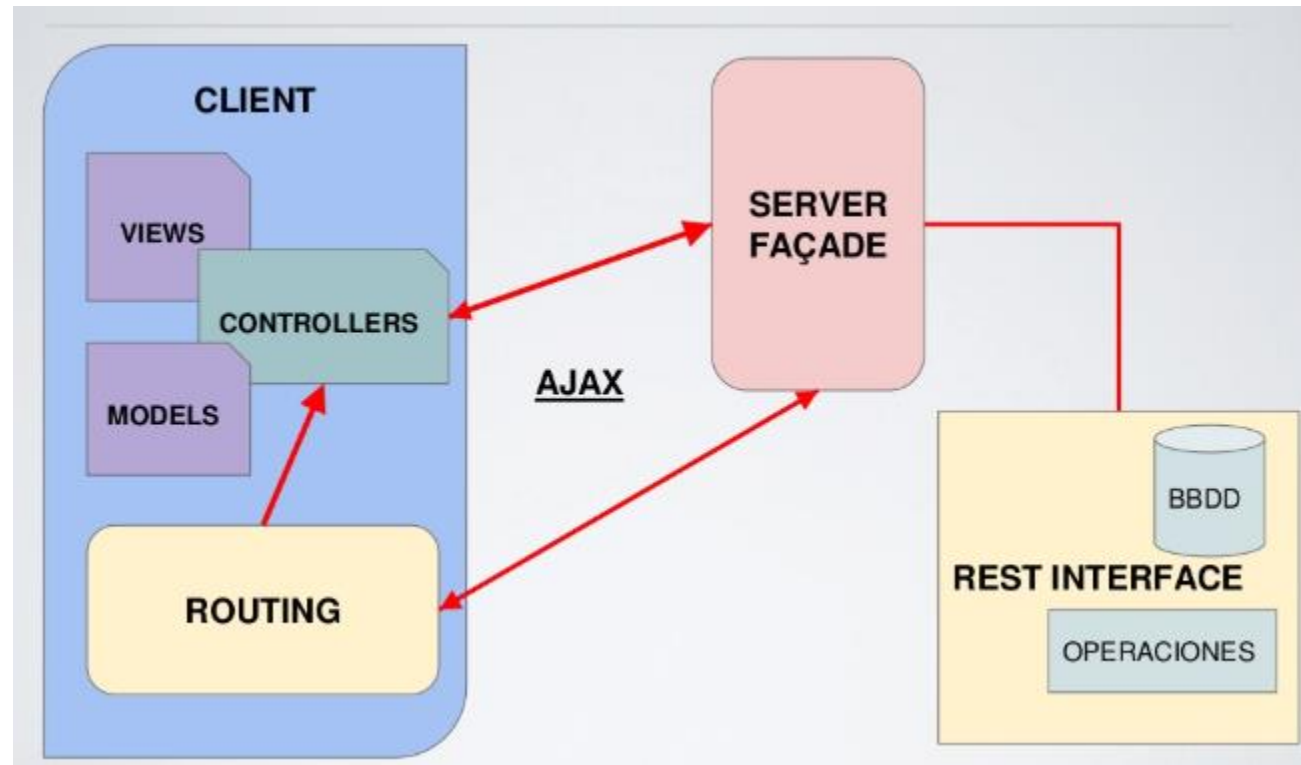 CLIENT
VIEWS
CONTROLLERS
MODELS
ROUTING
AJAX
SERVER
FAÇADE
BBDD
REST INTERFACE
OPERACIONES